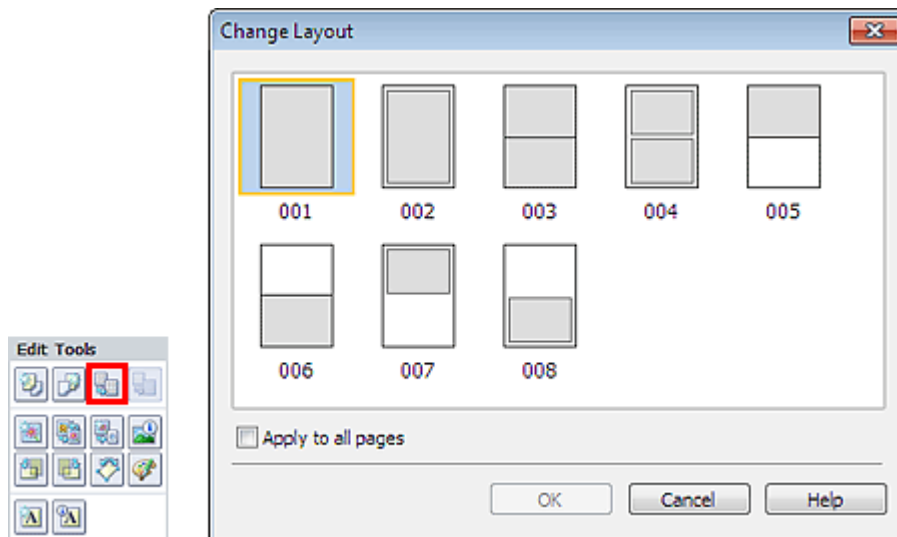 Change Layout
001 002 003 004 005
006 007 008
Apply to all pages
OK Cancel Help
Edit Tools
A A